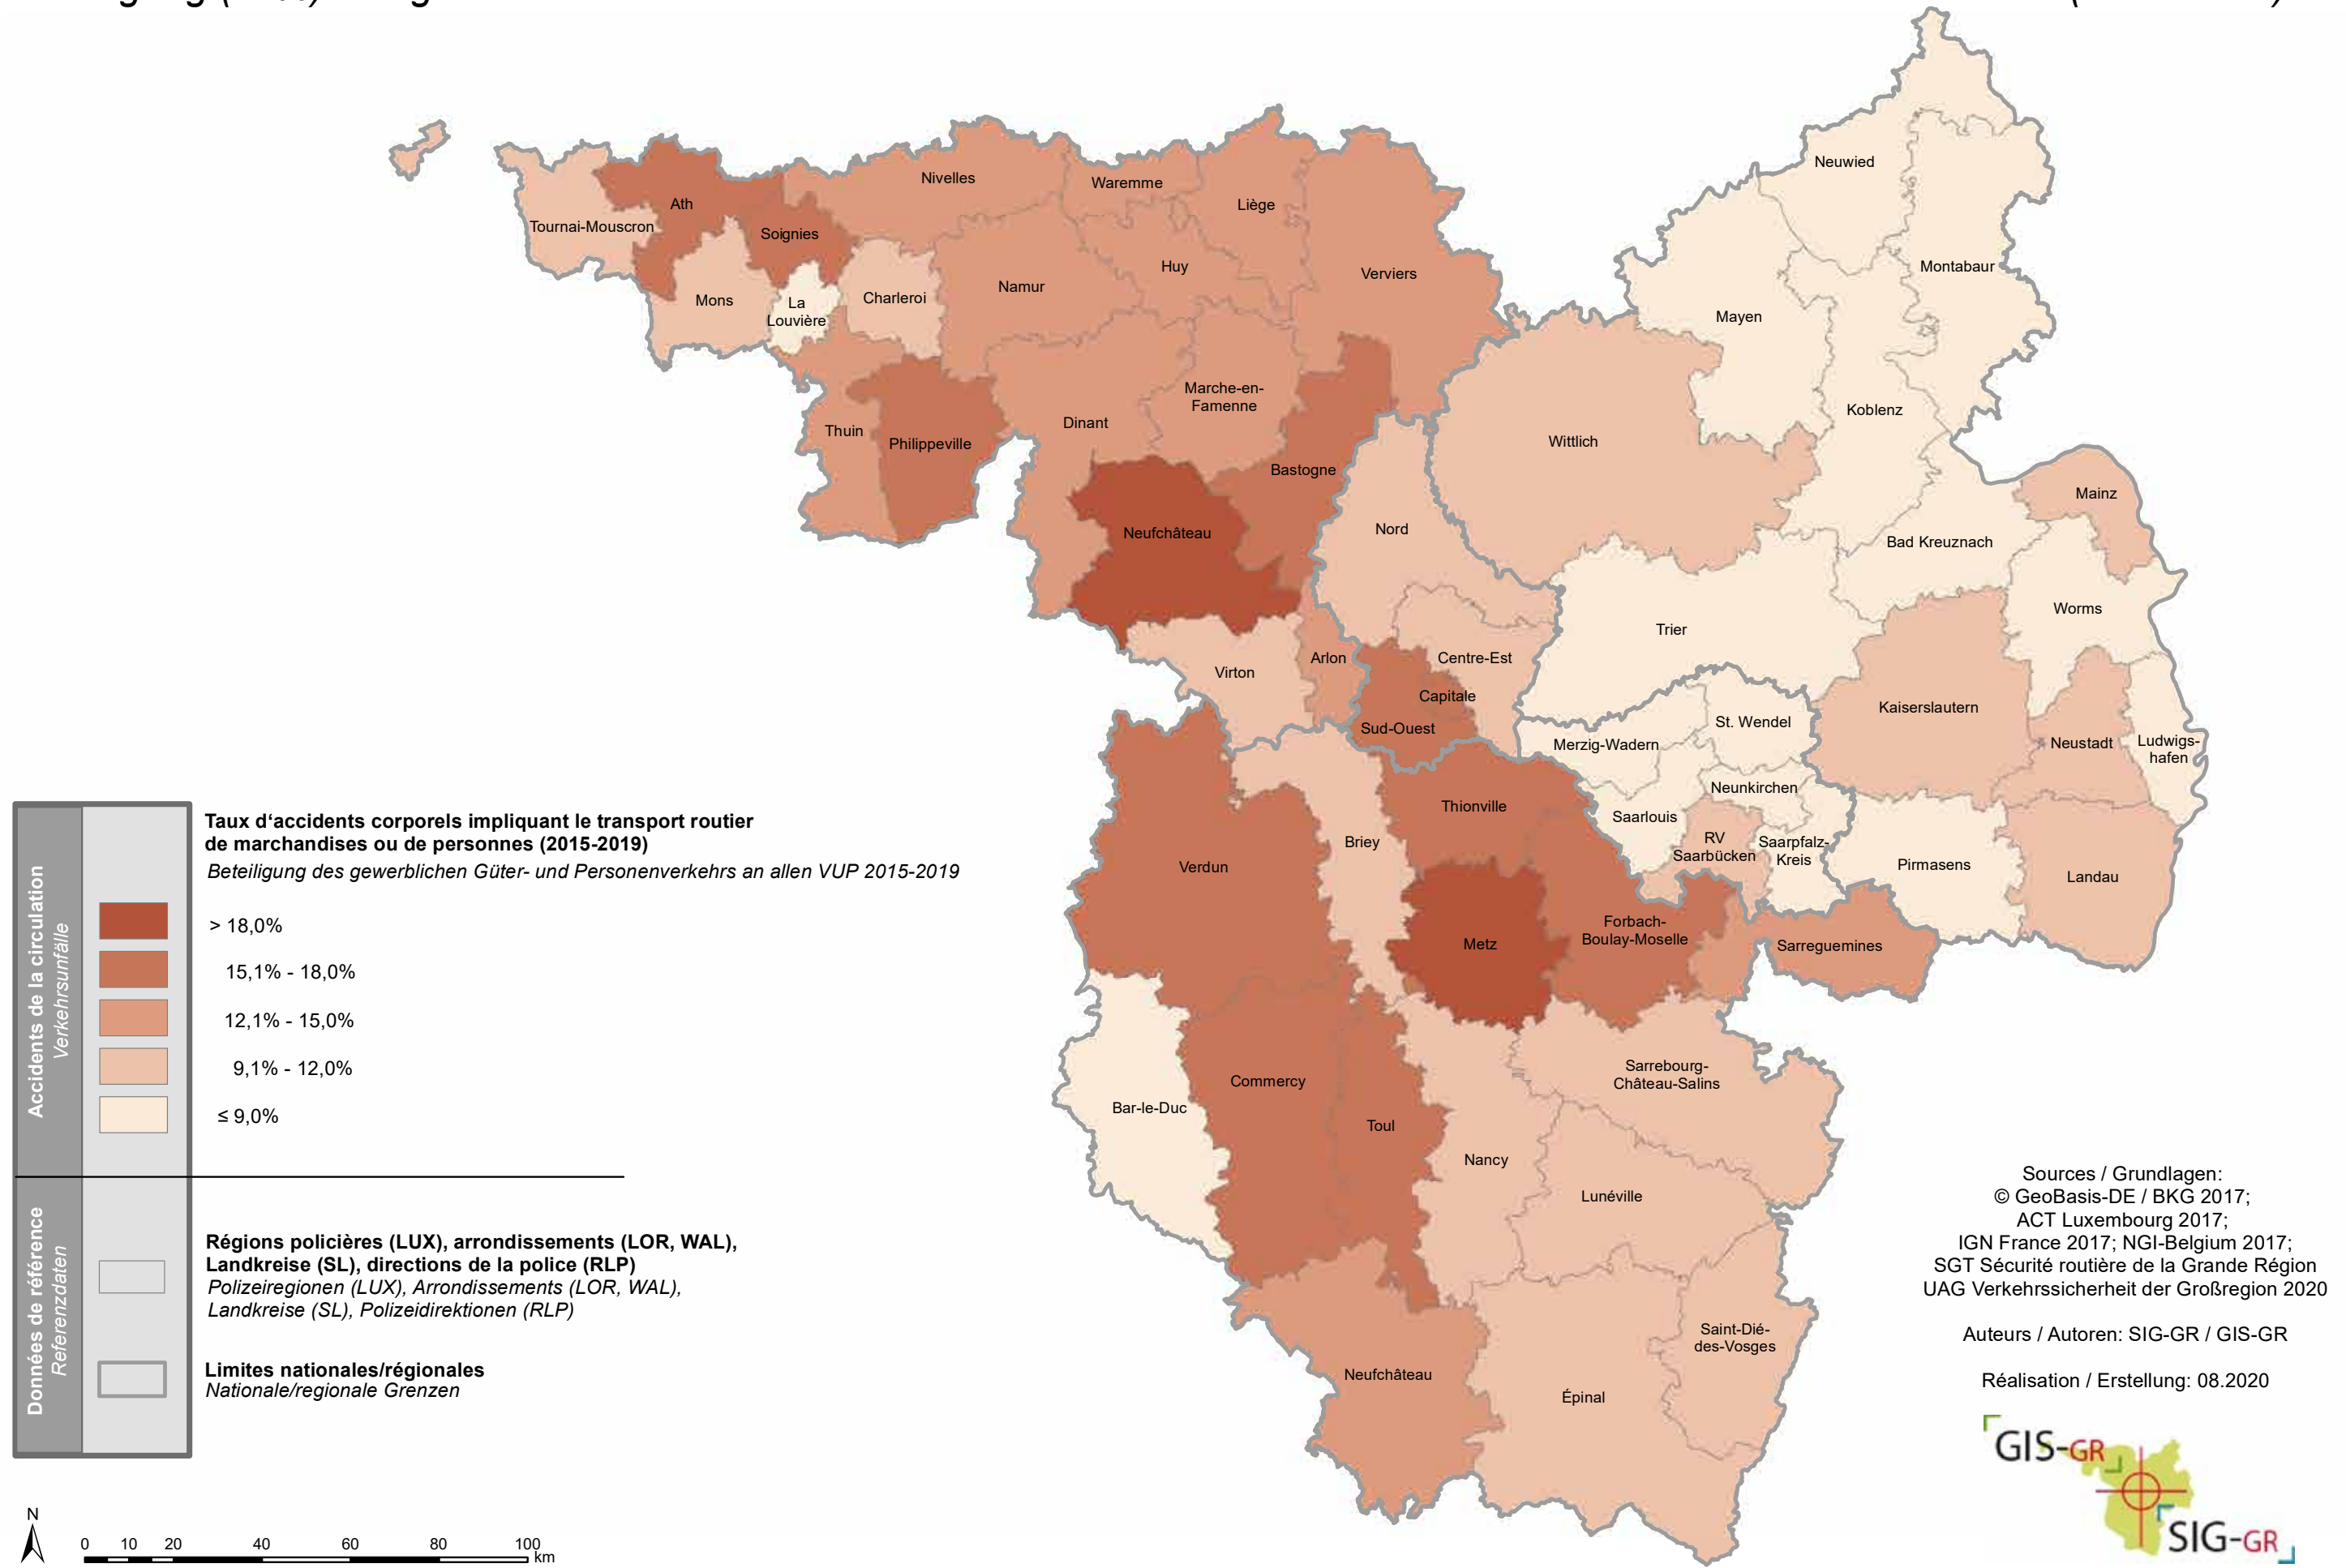 Neuwied
Nivelles
Waremme
Ath
Liège
Tournai-Mouscron
Soignies
Huy
Verviers
Montabaur
Namur
Mons
La
Louvière
Charleroi
Mayen
Marche-en-
Famenne
Koblenz
Dinant
Thuin
Philippeville
Wittlich
Bastogne
Mainz
Neufchâteau
Nord
Bad Kreuznach
Worms
Trier
Centre-Est
Arlon
Virton
Capitale
Kaiserslautern
St. Wendel
Sud-Ouest
Merzig-Wadern
Neustadt
Ludwigs-
hafen
Neunkirchen
Thionville
Saarlouis
RV
Saarbücken
Saarpfalz-
Kreis
Briey
Verdun
Pirmasens
Landau
Forbach-
Boulay-Moselle
Metz
Sarreguemines
Sarrebourg-
Château-Salins
Commercy
Bar-le-Duc
Toul
Nancy
Lunéville
Saint-Dié-
des-Vosges
Neufchâteau
Épinal
Accidents de la circulation
Verkehrsunfälle
Taux d‘accidents corporels impliquant le transport routier
de marchandises ou de personnes (2015-2019)
Beteiligung des gewerblichen Güter- und Personenverkehrs an allen VUP 2015-2019
> 18,0%
15,1% - 18,0%
12,1% - 15,0%
9,1% - 12,0%
≤ 9,0%
Données de référence
Referenzdaten
Régions policières (LUX), arrondissements (LOR, WAL),
Landkreise (SL), directions de la police (RLP)
Polizeiregionen (LUX), Arrondissements (LOR, WAL),
Landkreise (SL), Polizeidirektionen (RLP)
Limites nationales/régionales
Nationale/regionale Grenzen
N
0 10 20 40 60 80 100
km
Sources / Grundlagen:
© GeoBasis-DE / BKG 2017;
ACT Luxembourg 2017;
IGN France 2017; NGI-Belgium 2017;
SGT Sécurité routière de la Grande Région
UAG Verkehrssicherheit der Großregion 2020
Auteurs / Autoren: SIG-GR / GIS-GR
Réalisation / Erstellung: 08.2020
GIS-GR
SIG-GR